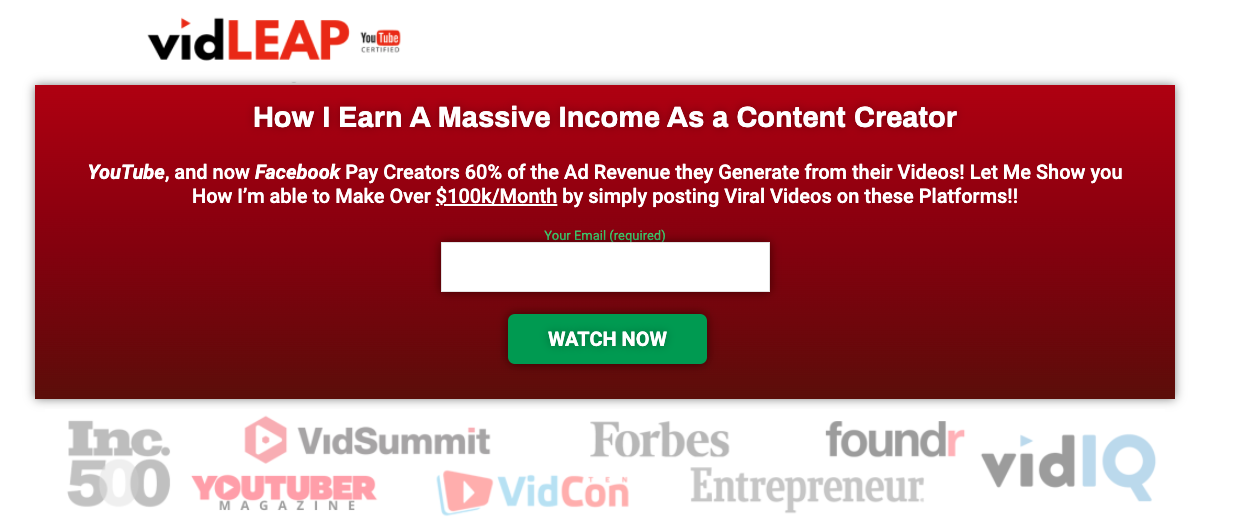 vidLEAP YouTube CERTIFIED
How I Earn A Massive Income As a Content Creator
YouTube, and now Facebook Pay Creators 60% of the Ad Revenue they Generate from their Videos! Let Me Show you
How I’m able to Make Over $100k/Month by simply posting Viral Videos on these Platforms!!
Your Email (required)
WATCH NOW
Inc.
500
VidSummit
Forbes
foundr
vidIQ
YOUTUBER
MAGAZINE
TEN
VidCon
Entrepreneur.